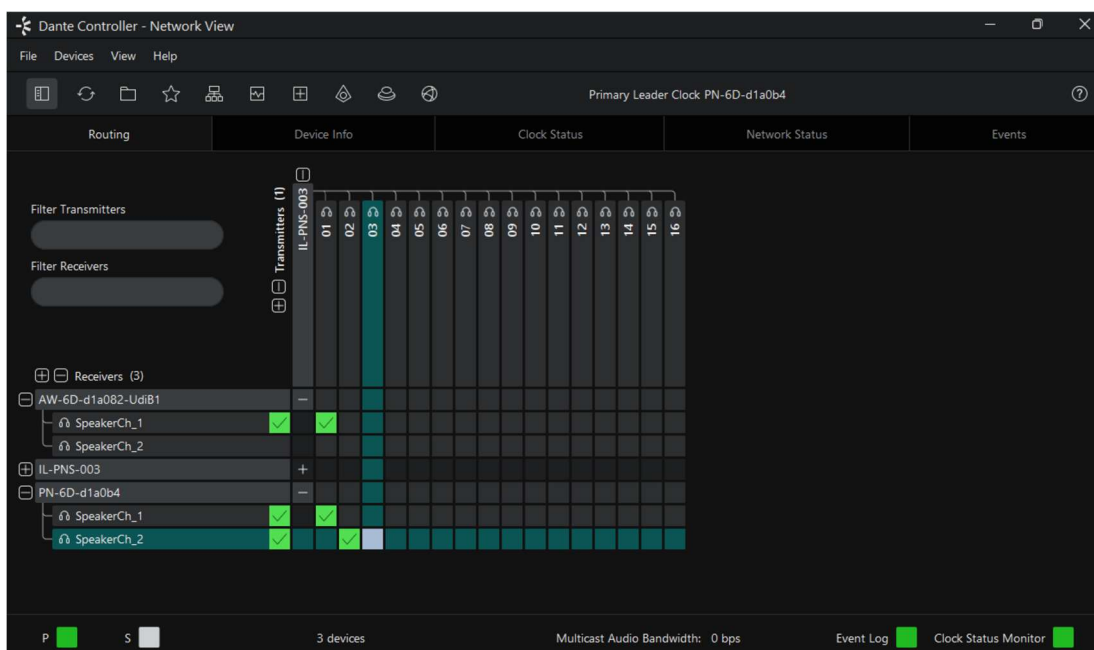 Dante Controller - Network View
File Devices View Help
Primary Leader Clock PN-6D-d1a0b4
Routing Device Info Clock Status Network Status Events
Filter Transmitters
Filter Receivers
Transmitters (1)
IL-PNS-003
01 02 03 04 05 06 07 08 09 10 11 12 13 14 15 16
Receivers (3)
AW-6D-d1a082-UdiB1
SpeakerCh_1
SpeakerCh_2
IL-PNS-003
PN-6D-d1a0b4
SpeakerCh_1
SpeakerCh_2
P S 3 devices Multicast Audio Bandwidth: 0 bps Event Log Clock Status Monitor